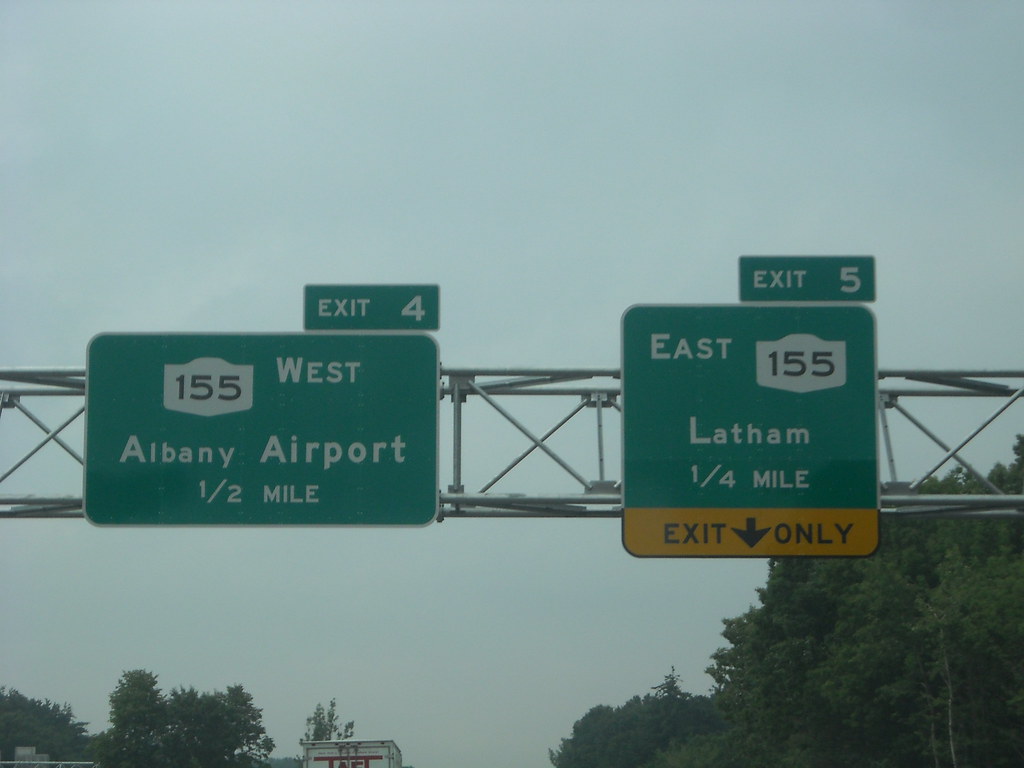 EXIT 4
155 WEST
Albany Airport
1/2 MILE
EXIT 5
EAST 155
Latham
1/4 MILE
EXIT ONLY
TAFT